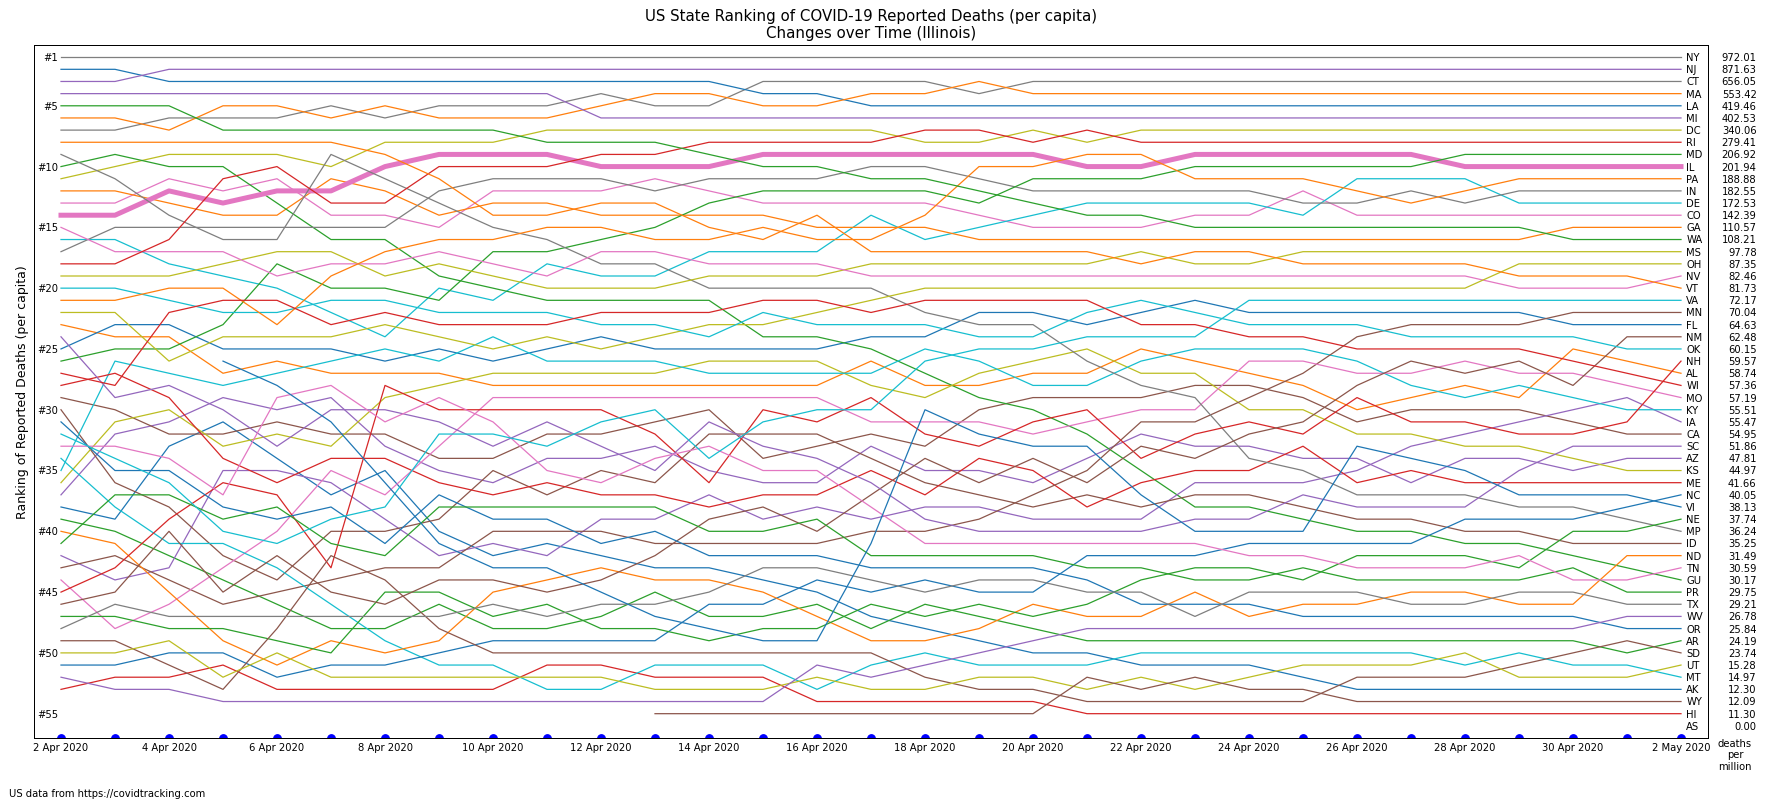 US State Ranking of COVID-19 Reported Deaths (per capita)
Changes over Time (Illinois)
Ranking of Reported Deaths (per capita)
#1
#5
#10
#15
#20
#25
#30
#35
#40
#45
#50
#55
NY 972.01
NJ 871.63
CT 656.05
MA 553.42
LA 419.46
MI 402.53
DC 340.06
RI 279.41
MD 206.92
IL 201.94
PA 188.88
IN 182.55
DE 172.53
CO 142.39
GA 110.57
WA 108.21
MS 97.78
OH 87.35
NV 82.46
VT 81.73
VA 72.17
MN 70.04
FL 64.63
NM 62.48
OK 60.15
NH 59.57
AL 58.74
WI 57.36
MO 57.19
KY 55.51
IA 55.47
CA 54.95
SC 51.86
AZ 47.81
KS 44.97
ME 41.66
NC 40.05
VI 38.13
NE 37.74
MP 36.24
ID 35.25
ND 31.49
TN 30.59
GU 30.17
PR 29.75
TX 29.21
WV 26.78
OR 25.84
AR 24.19
SD 23.74
UT 15.28
MT 14.97
AK 12.30
WY 12.09
HI 11.30
AS 0.00
2 Apr 2020 4 Apr 2020 6 Apr 2020 8 Apr 2020 10 Apr 2020 12 Apr 2020 14 Apr 2020 16 Apr 2020 18 Apr 2020 20 Apr 2020 22 Apr 2020 24 Apr 2020 26 Apr 2020 28 Apr 2020 30 Apr 2020 2 May 2020
deaths
per
million
US data from https://covidtracking.com